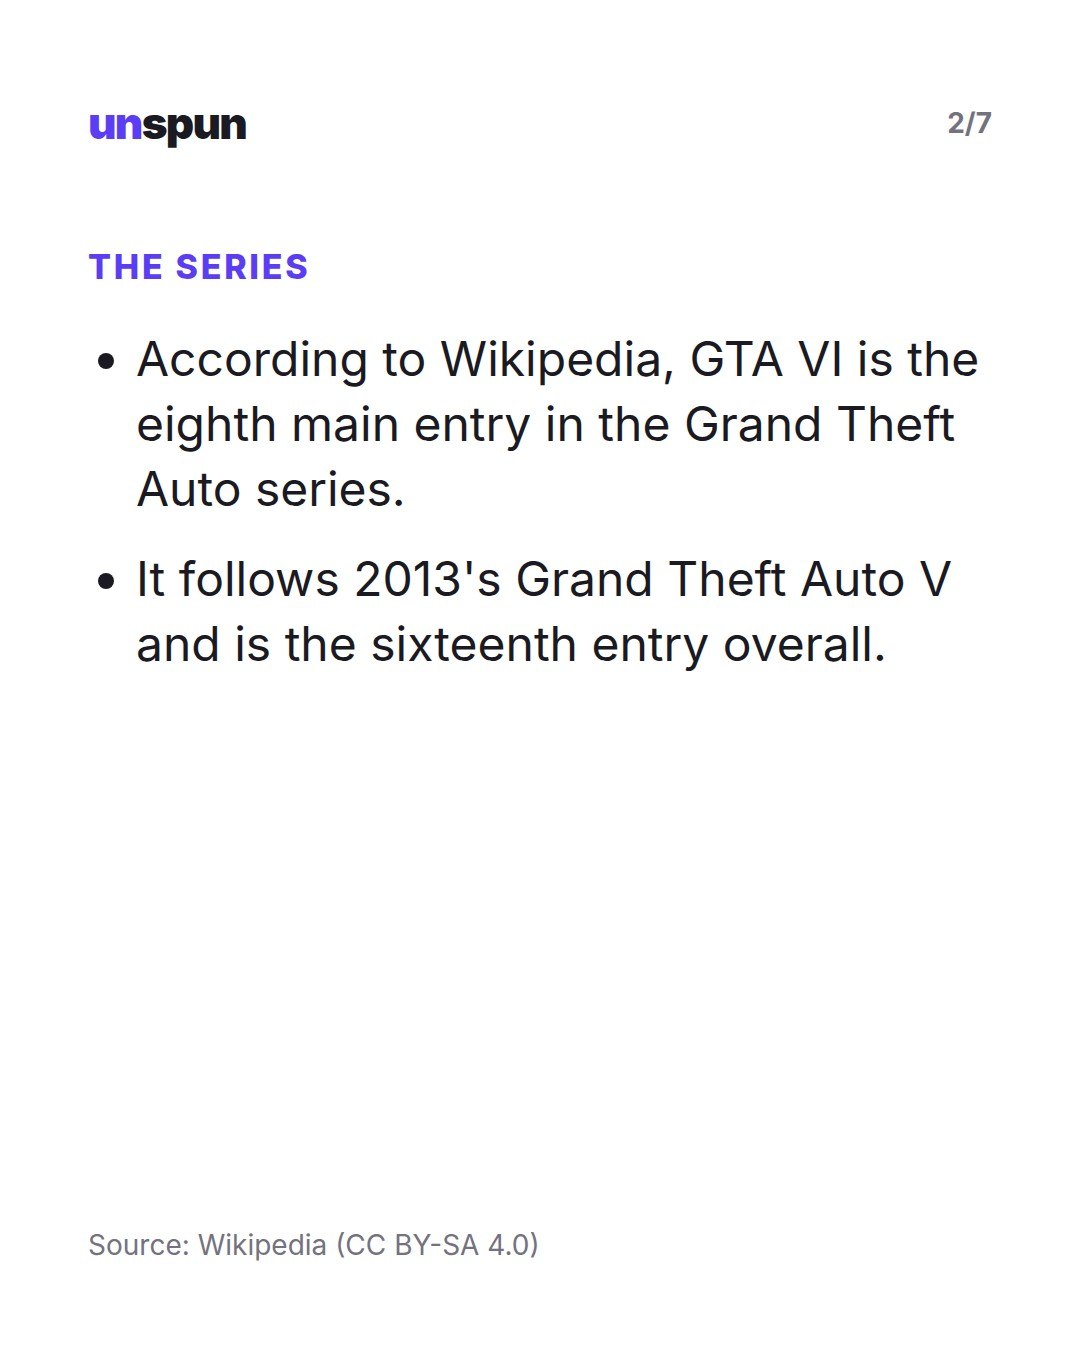 unspun
2/7
THE SERIES
• According to Wikipedia, GTA VI is the
eighth main entry in the Grand Theft
Auto series.
• It follows 2013's Grand Theft Auto V
and is the sixteenth entry overall.
Source: Wikipedia (CC BY-SA 4.0)